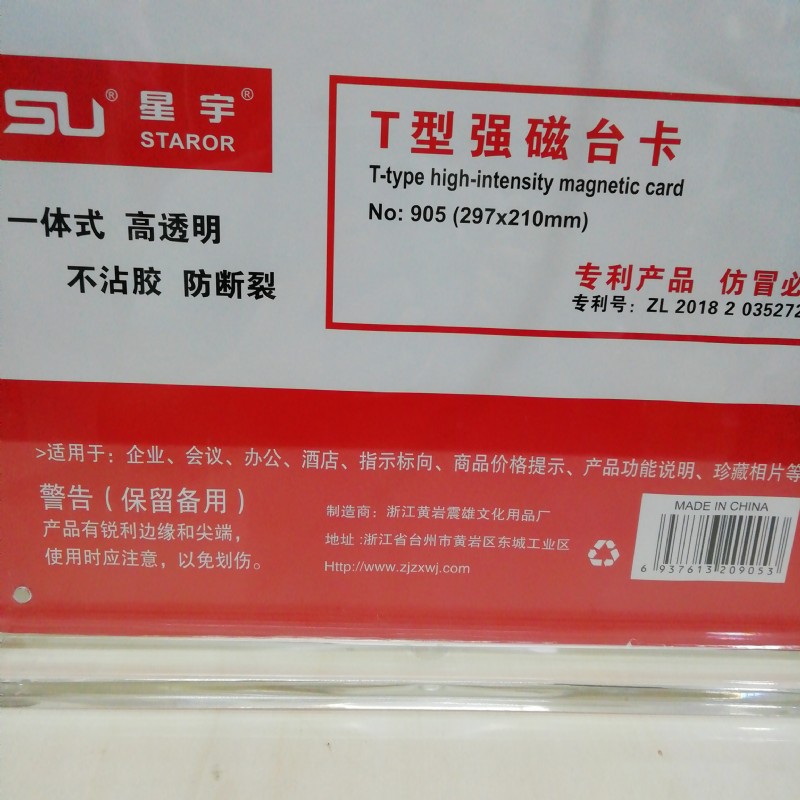 SU® 星宇®
STAROR
一体式 高透明
不沾胶 防断裂
T型强磁台卡
T-type high-intensity magnetic card
No: 905 (297x210mm)
专利产品 仿冒必
专利号: ZL 2018 2 035272
>适用于: 企业、会议、办公、酒店、指示标向、商品价格提示、产品功能说明、珍藏相片等
警告 (保留备用)
产品有锐利边缘和尖端,
使用时应注意, 以免划伤。
制造商: 浙江黄岩震雄文化用品厂
地址:浙江省台州市黄岩区东城工业区
Http://www.zjzxwj.com
MADE IN CHINA
6 937613 209053